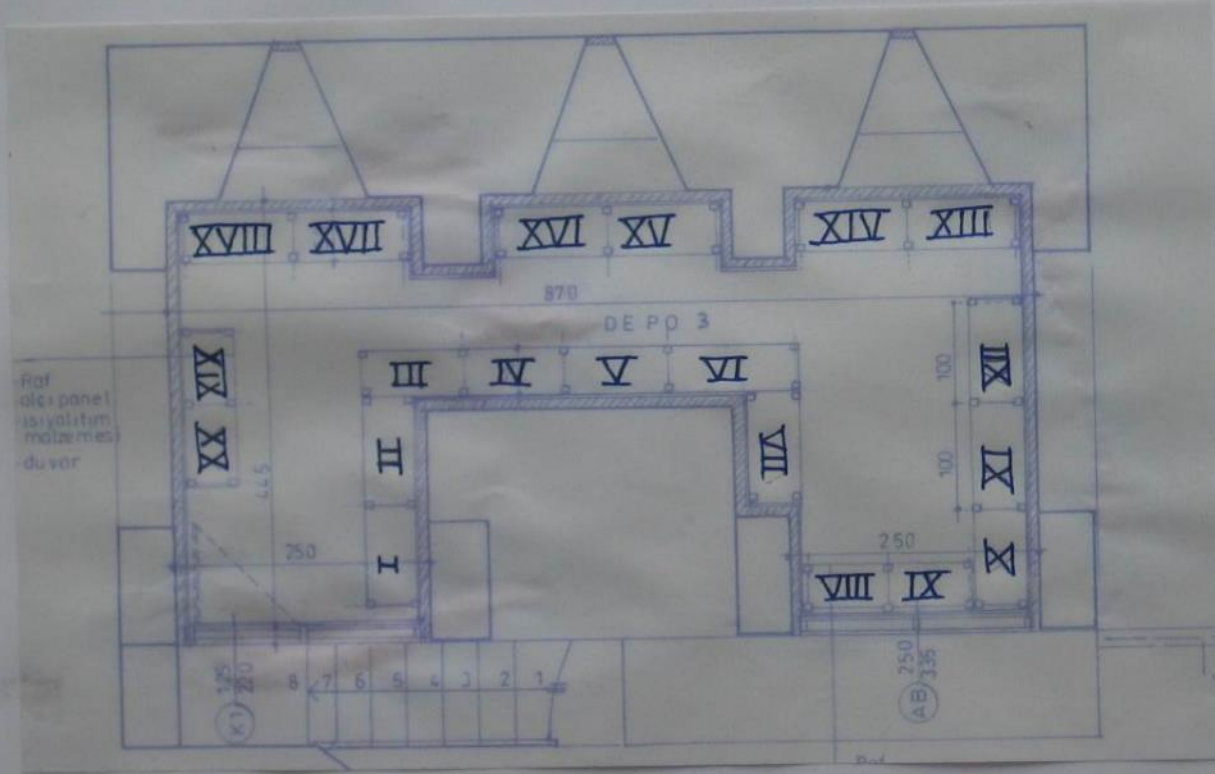 XVIII XVII XVI XV XIV XIII
870
DEPO 3
XIX III IV V VI XII
100
Raf
alçı panel
ısı yalıtım
malzemesi
duvar
XX II VII XI
100
445
250 I 250 X
VIII IX
8 7 6 5 4 3 2 1
K1
AB 250
335